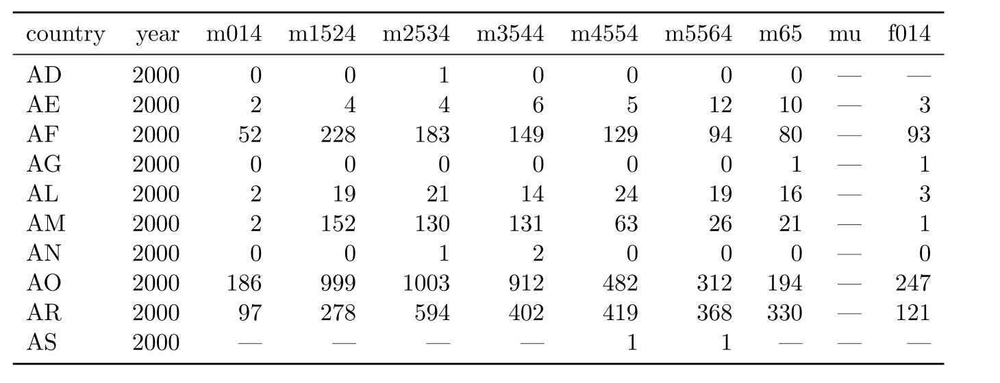 country year m014 m1524 m2534 m3544 m4554 m5564 m65 mu f014
AD 2000 0 0 1 0 0 0 0 — —
AE 2000 2 4 4 6 5 12 10 — 3
AF 2000 52 228 183 149 129 94 80 — 93
AG 2000 0 0 0 0 0 0 1 — 1
AL 2000 2 19 21 14 24 19 16 — 3
AM 2000 2 152 130 131 63 26 21 — 1
AN 2000 0 0 1 2 0 0 0 — 0
AO 2000 186 999 1003 912 482 312 194 — 247
AR 2000 97 278 594 402 419 368 330 — 121
AS 2000 — — — — 1 1 — — —